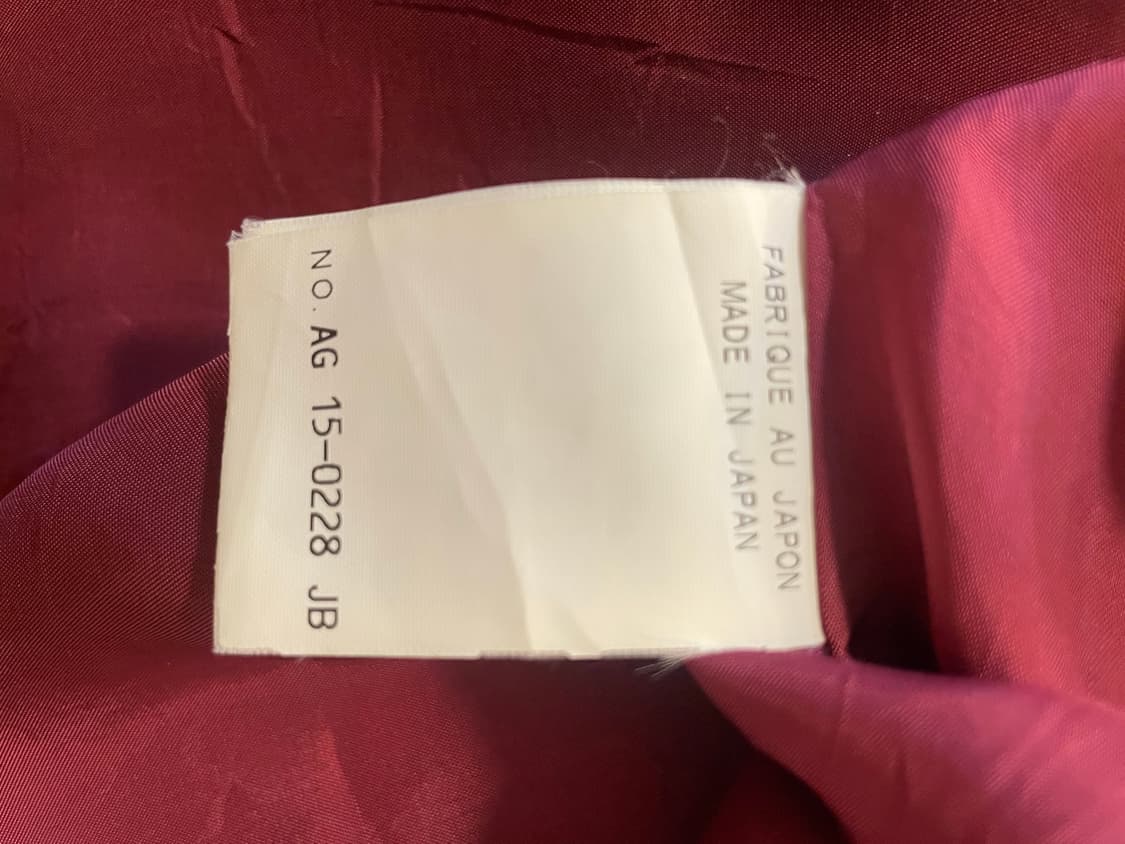 FABRIQUE AU JAPON
MADE IN JAPAN
NO. AG 15-0228 JB